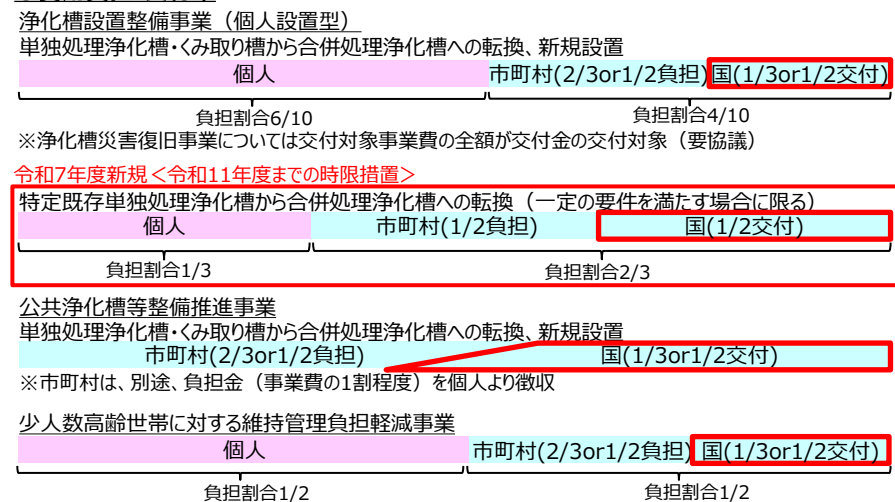 浄化槽設置整備事業（個人設置型）
単独処理浄化槽・くみ取り槽から合併処理浄化槽への転換、新規設置
個人 市町村(2/3or1/2負担) 国(1/3or1/2交付)
負担割合6/10 負担割合4/10
※浄化槽災害復旧事業については交付対象事業費の全額が交付金の交付対象（要協議）
令和7年度新規＜令和11年度までの時限措置＞
特定既存単独処理浄化槽から合併処理浄化槽への転換（一定の要件を満たす場合に限る）
個人 市町村(1/2負担) 国(1/2交付)
負担割合1/3 負担割合2/3
公共浄化槽等整備推進事業
単独処理浄化槽・くみ取り槽から合併処理浄化槽への転換、新規設置
市町村(2/3or1/2負担) 国(1/3or1/2交付)
※市町村は、別途、負担金（事業費の1割程度）を個人より徴収
少人数高齢世帯に対する維持管理負担軽減事業
個人 市町村(2/3or1/2負担) 国(1/3or1/2交付)
負担割合1/2 負担割合1/2